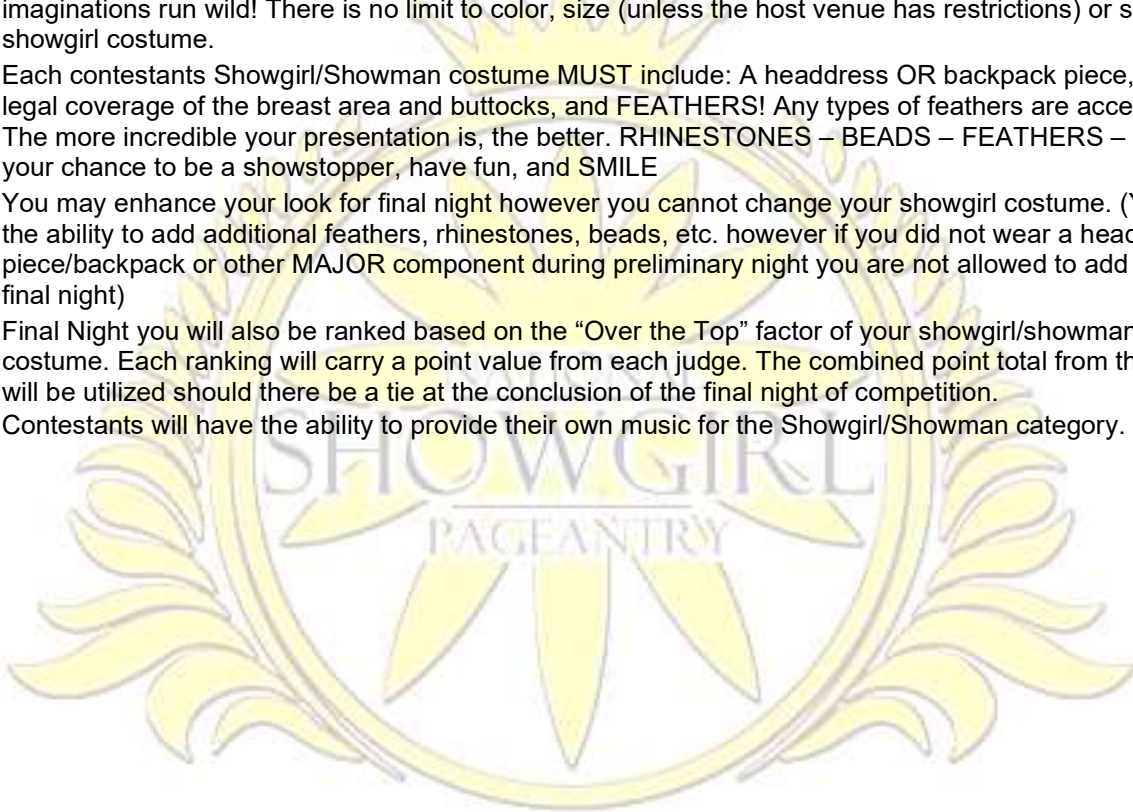 imaginations run wild! There is no limit to color, size (unless the host venue has restrictions) or s
showgirl costume.
Each contestants Showgirl/Showman costume MUST include: A headdress OR backpack piece,
legal coverage of the breast area and buttocks, and FEATHERS! Any types of feathers are acce
The more incredible your presentation is, the better. RHINESTONES – BEADS – FEATHERS –
your chance to be a showstopper, have fun, and SMILE
You may enhance your look for final night however you cannot change your showgirl costume. (Y
the ability to add additional feathers, rhinestones, beads, etc. however if you did not wear a head
piece/backpack or other MAJOR component during preliminary night you are not allowed to add
final night)
Final Night you will also be ranked based on the “Over the Top” factor of your showgirl/showman
costume. Each ranking will carry a point value from each judge. The combined point total from th
will be utilized should there be a tie at the conclusion of the final night of competition.
Contestants will have the ability to provide their own music for the Showgirl/Showman category.
NATIONAL
SHOWGIRL
PAGEANTRY